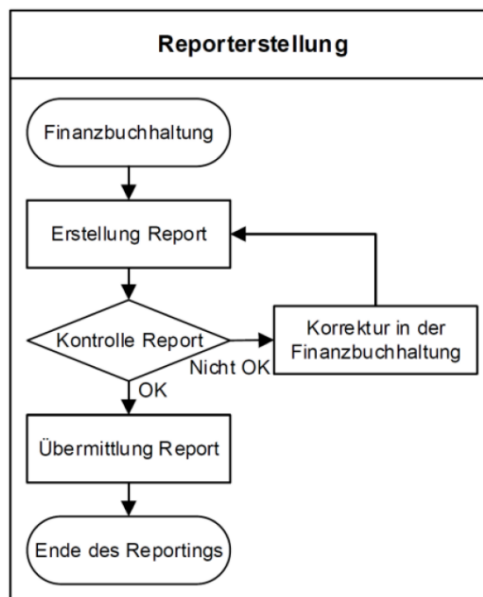 Reporterstellung
Finanzbuchhaltung
Erstellung Report
Kontrolle Report
Nicht OK
Korrektur in der
Finanzbuchhaltung
OK
Übermittlung Report
Ende des Reportings